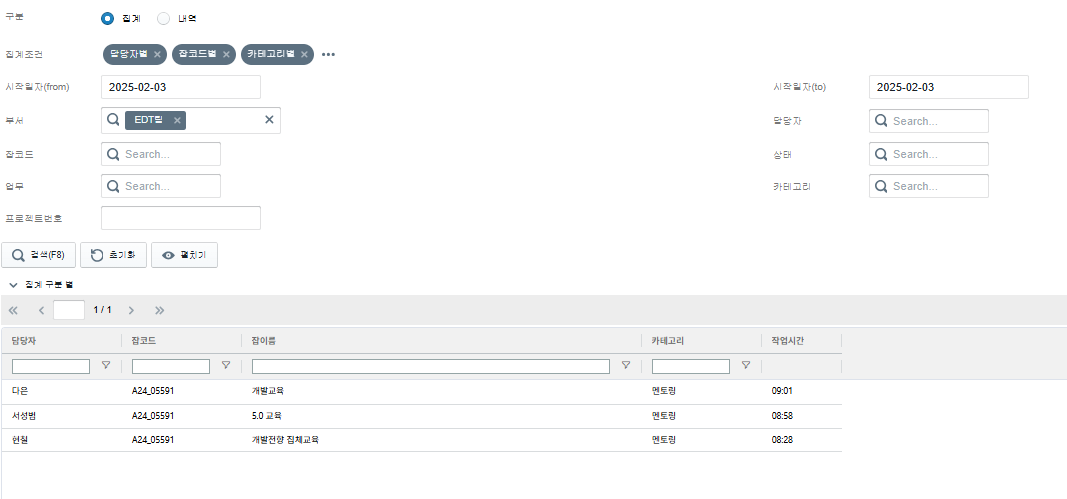 구분 집계 내역
집계조건 담당자별 잡코드별 카테고리별
시작일자(from) 2025-02-03 시작일자(to) 2025-02-03
부서 EDT팀 담당자 Search...
잡코드 Search... 상태 Search...
업무 Search... 카테고리 Search...
프로젝트번호
검색(F8) 초기화 펼치기
집계 구분 별
1 / 1
담당자 잡코드 잡이름 카테고리 작업시간
다은 A24_05591 개발교육 멘토링 09:01
서성범 A24_05591 5.0 교육 멘토링 08:58
현질 A24_05591 개발전향 집체교육 멘토링 08:28